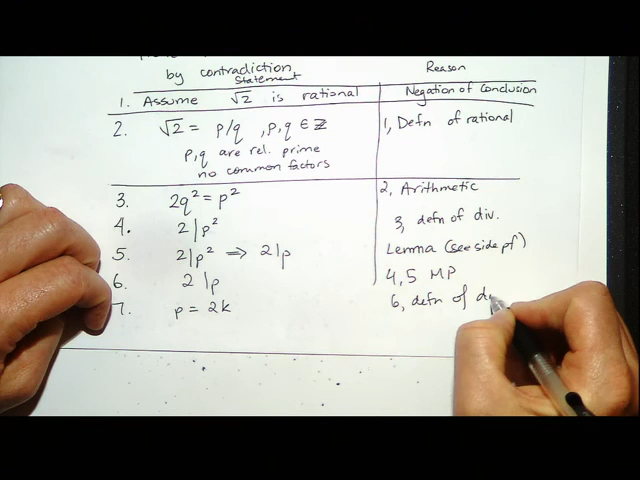 by contradiction
Statement
Reason
1. Assume √2 is rational Negation of Conclusion
2. √2 = p/q , p,q ∈ ℤ 1, Defn of rational
p,q are rel. prime
no common factors
3. 2q² = p² 2, Arithmetic
4. 2|p² 3, defn of div.
5. 2|p² ⇒ 2|p Lemma (see side pf)
6. 2|p 4,5 MP
7. p = 2k 6, defn of